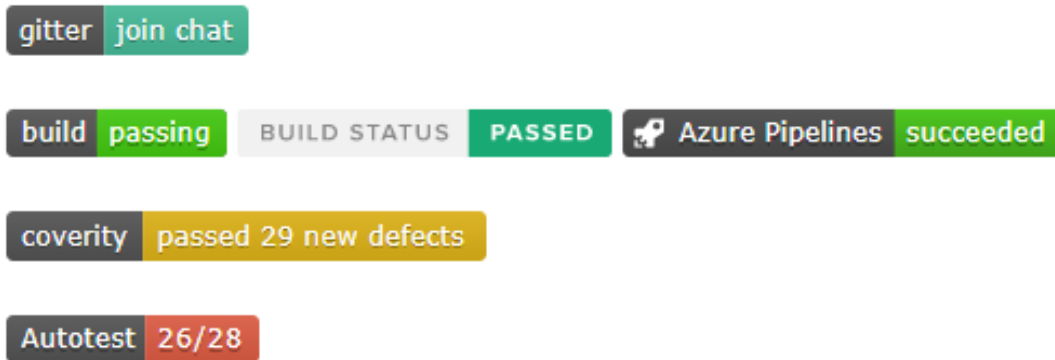 gitter join chat
build passing BUILD STATUS PASSED Azure Pipelines succeeded
coverity passed 29 new defects
Autotest 26/28